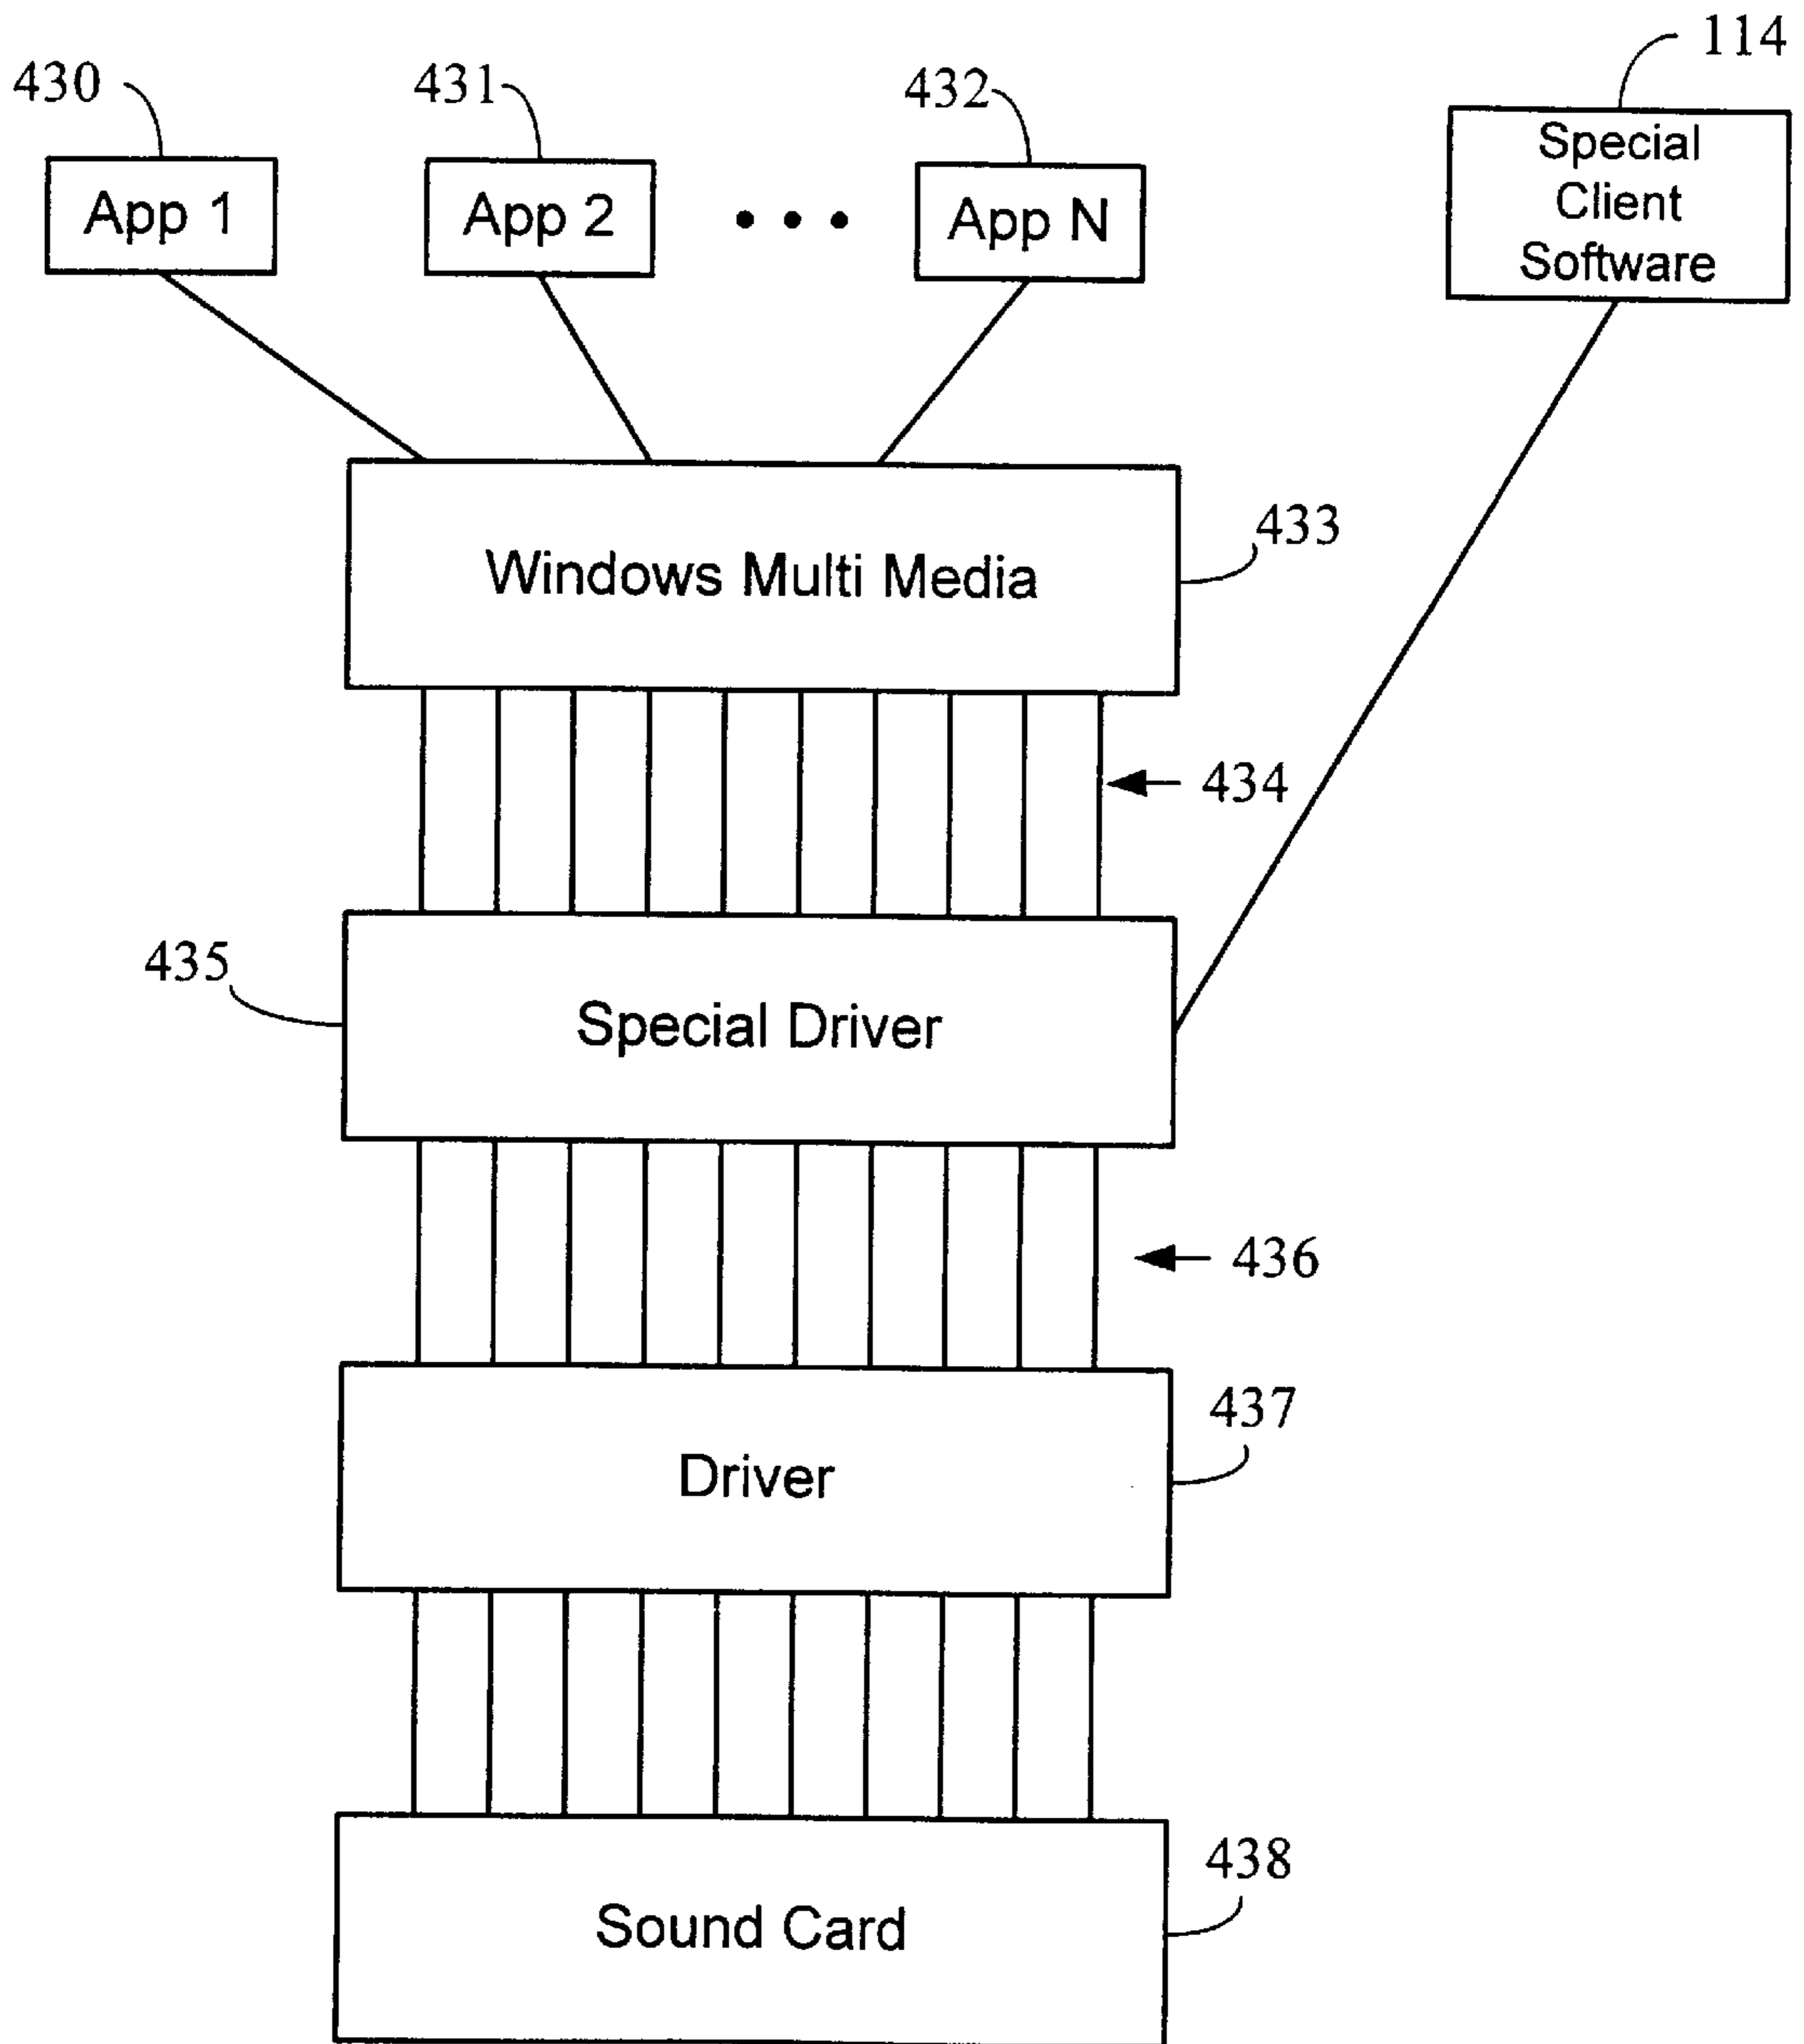 114
430
431
432
App 1
App 2
App N
Special
Client
Software
433
Windows Multi Media
434
435
Special Driver
436
437
Driver
438
Sound Card